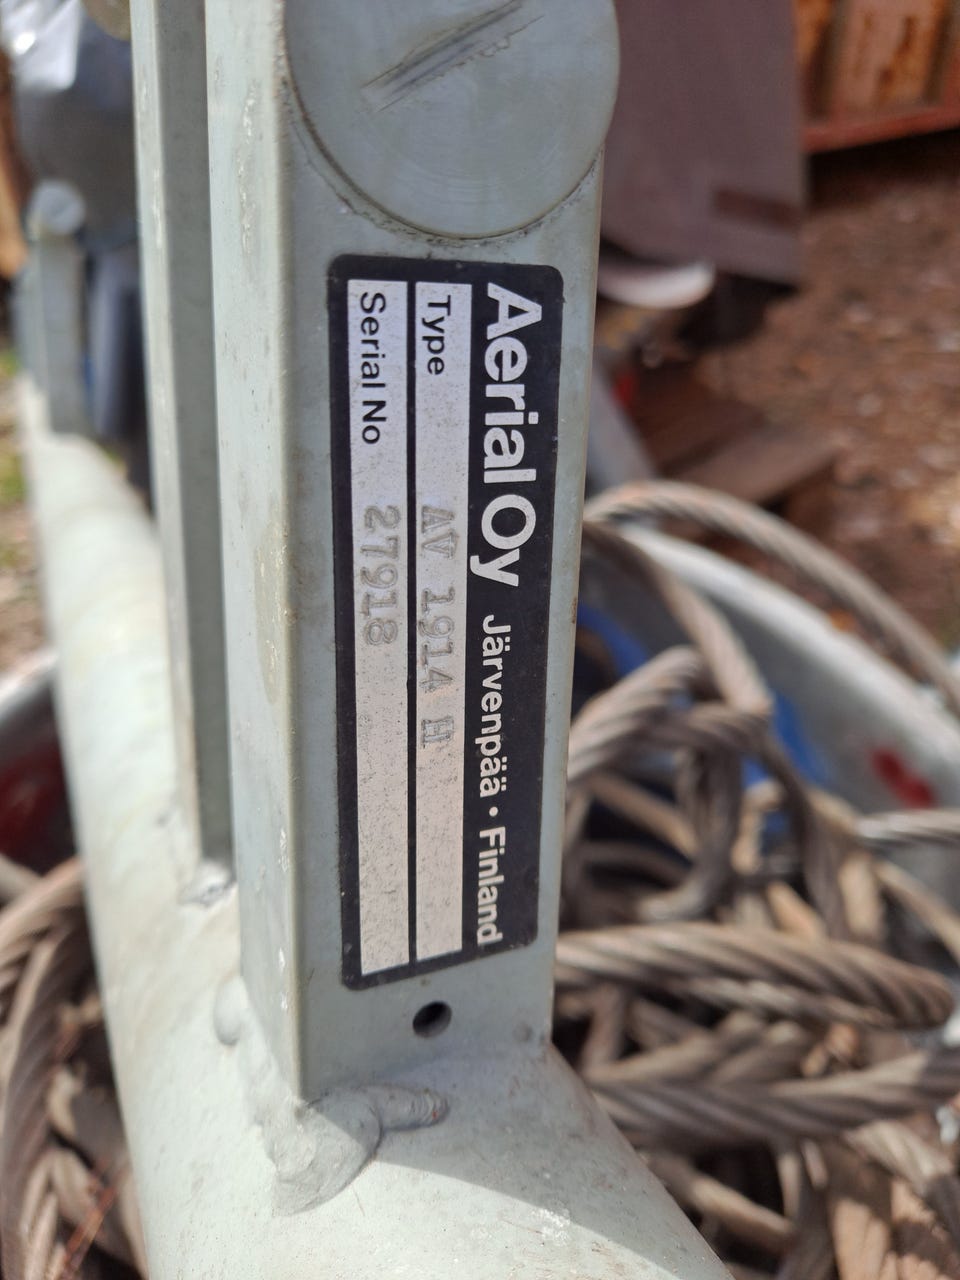 Aerial Oy Järvenpää • Finland
Type AV 1914 H
Serial No 27918